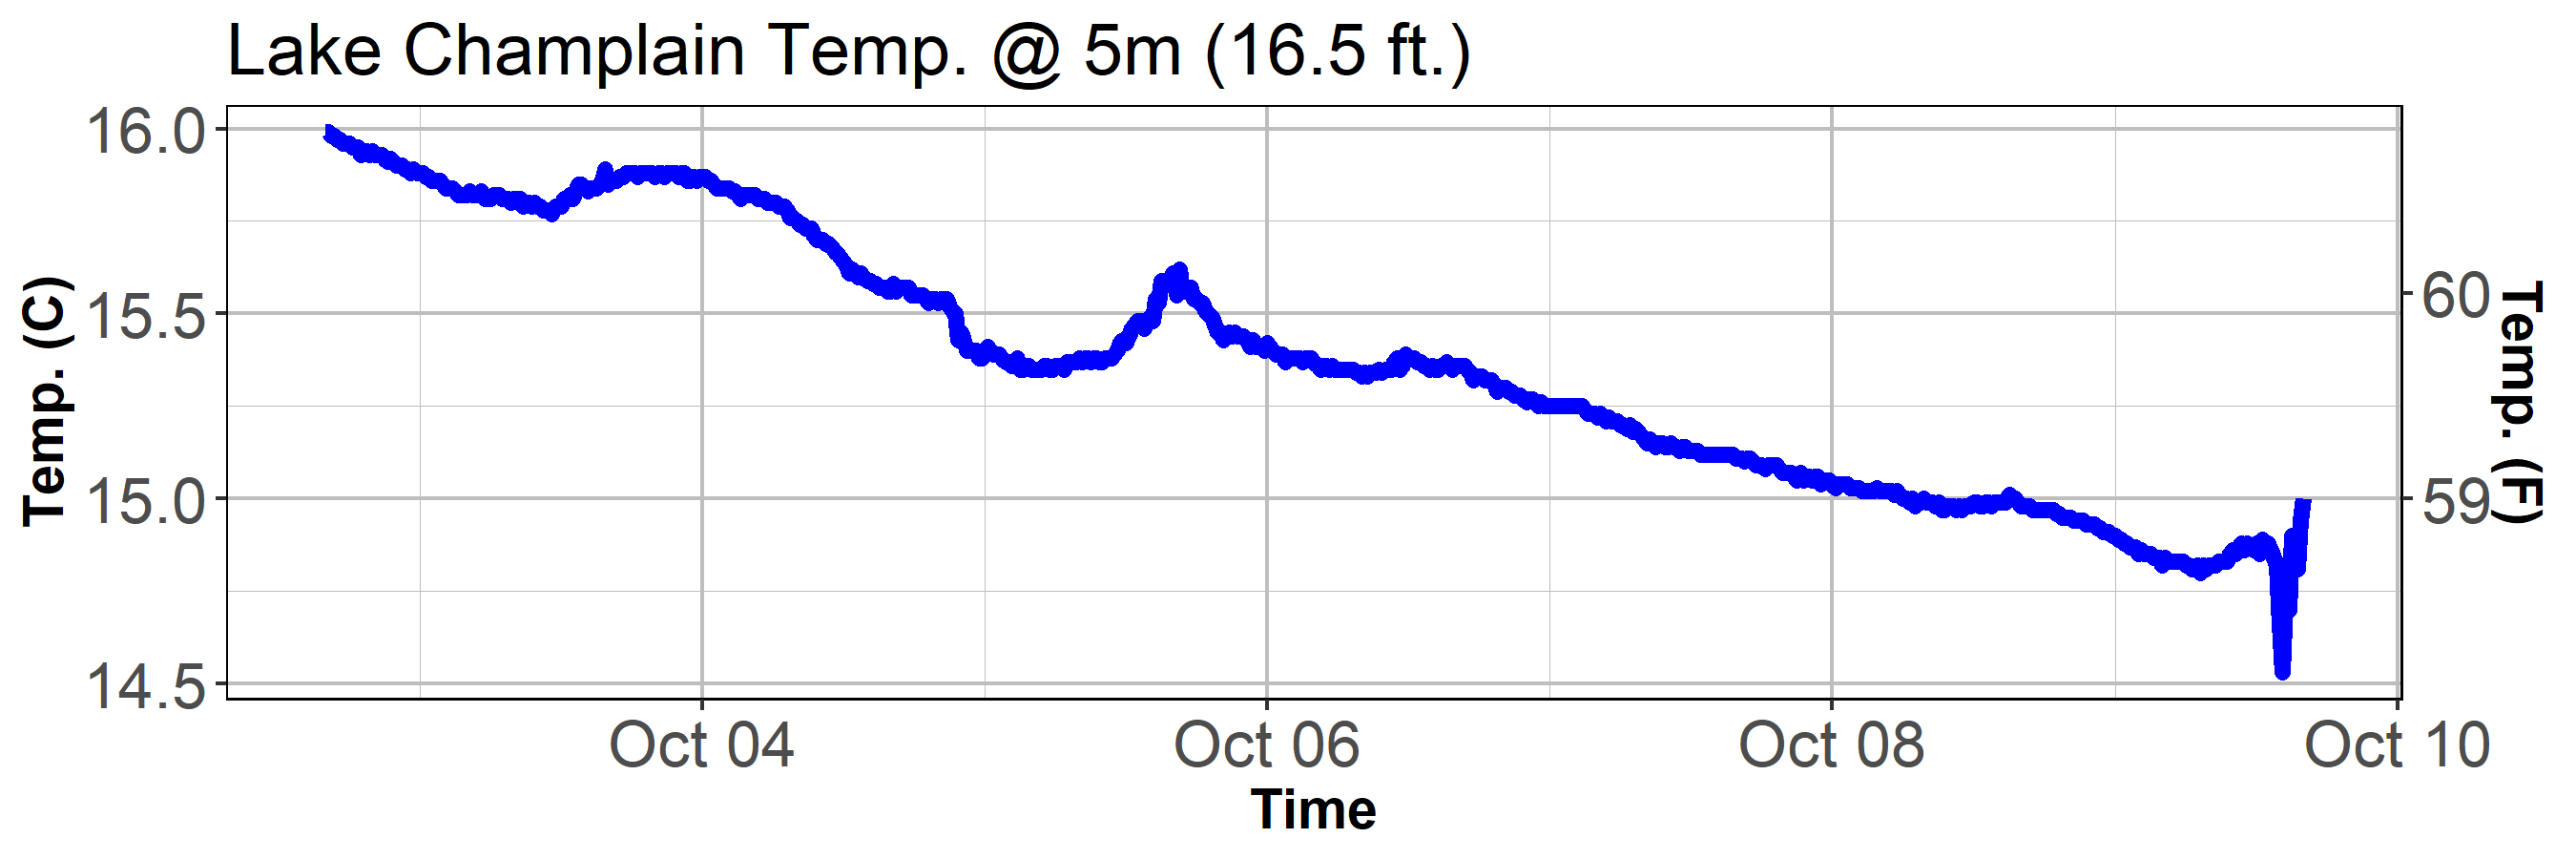 Lake Champlain Temp. @ 5m (16.5 ft.)
Temp. (C)
16.0
15.5
15.0
14.5
60
59
Temp. (F)
Oct 04 Oct 06 Oct 08 Oct 10
Time